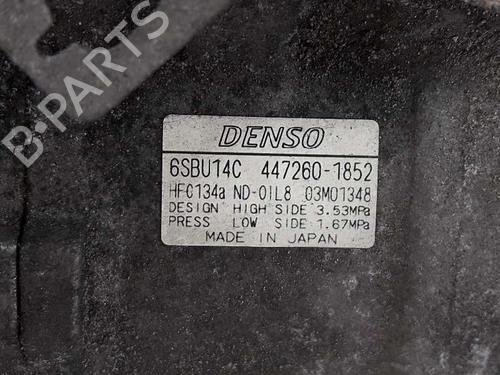 B-PARTS
DENSO
6SBU14C 447260-1852
HFC134a ND-OIL8 03M01348
DESIGN HIGH SIDE 3.53MPa
PRESS LOW SIDE 1.67MPa
MADE IN JAPAN